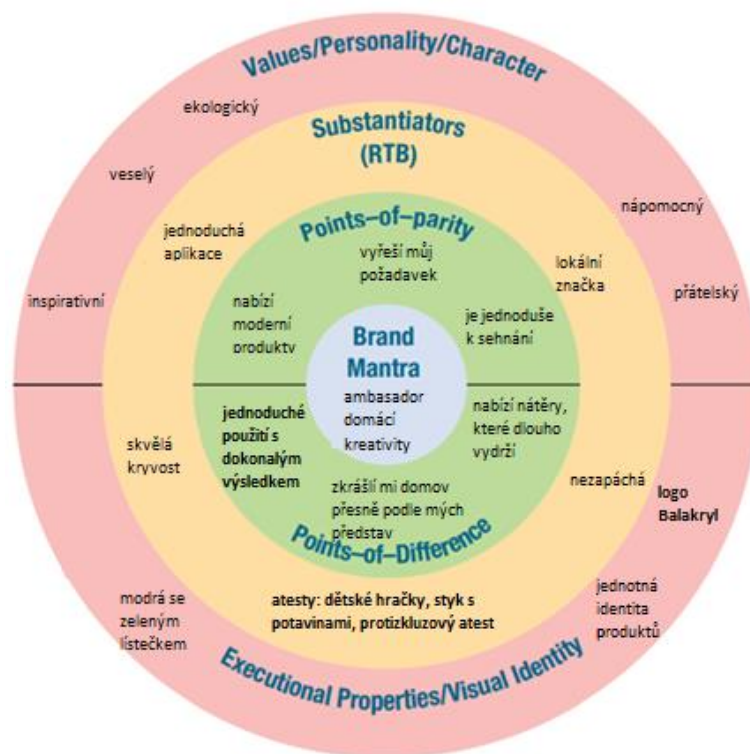 Values/Personality/Character
ekologický
veselý
inspirativní
nápomocný
přátelský
Substantiators
(RTB)
jednoduchá
aplikace
lokální
značka
Points–of–parity
vyřeší můj
požadavek
nabízí
moderní
produkty
je jednoduše
k sehnání
Brand
Mantra
ambasador
domácí
kreativity
jednoduché
použití s
dokonalým
výsledkem
nabízí nátěry,
které dlouho
vydrží
zkrášlí mi domov
přesně podle mých
představ
Points–of–Difference
skvělá
kryvost
nezapáchá
atesty: dětské hračky, styk s
potavinami, protizkluzový atest
logo
Balakryl
modrá se
zeleným
lístečkem
jednotná
identita
produktů
Executional Properties/Visual Identity